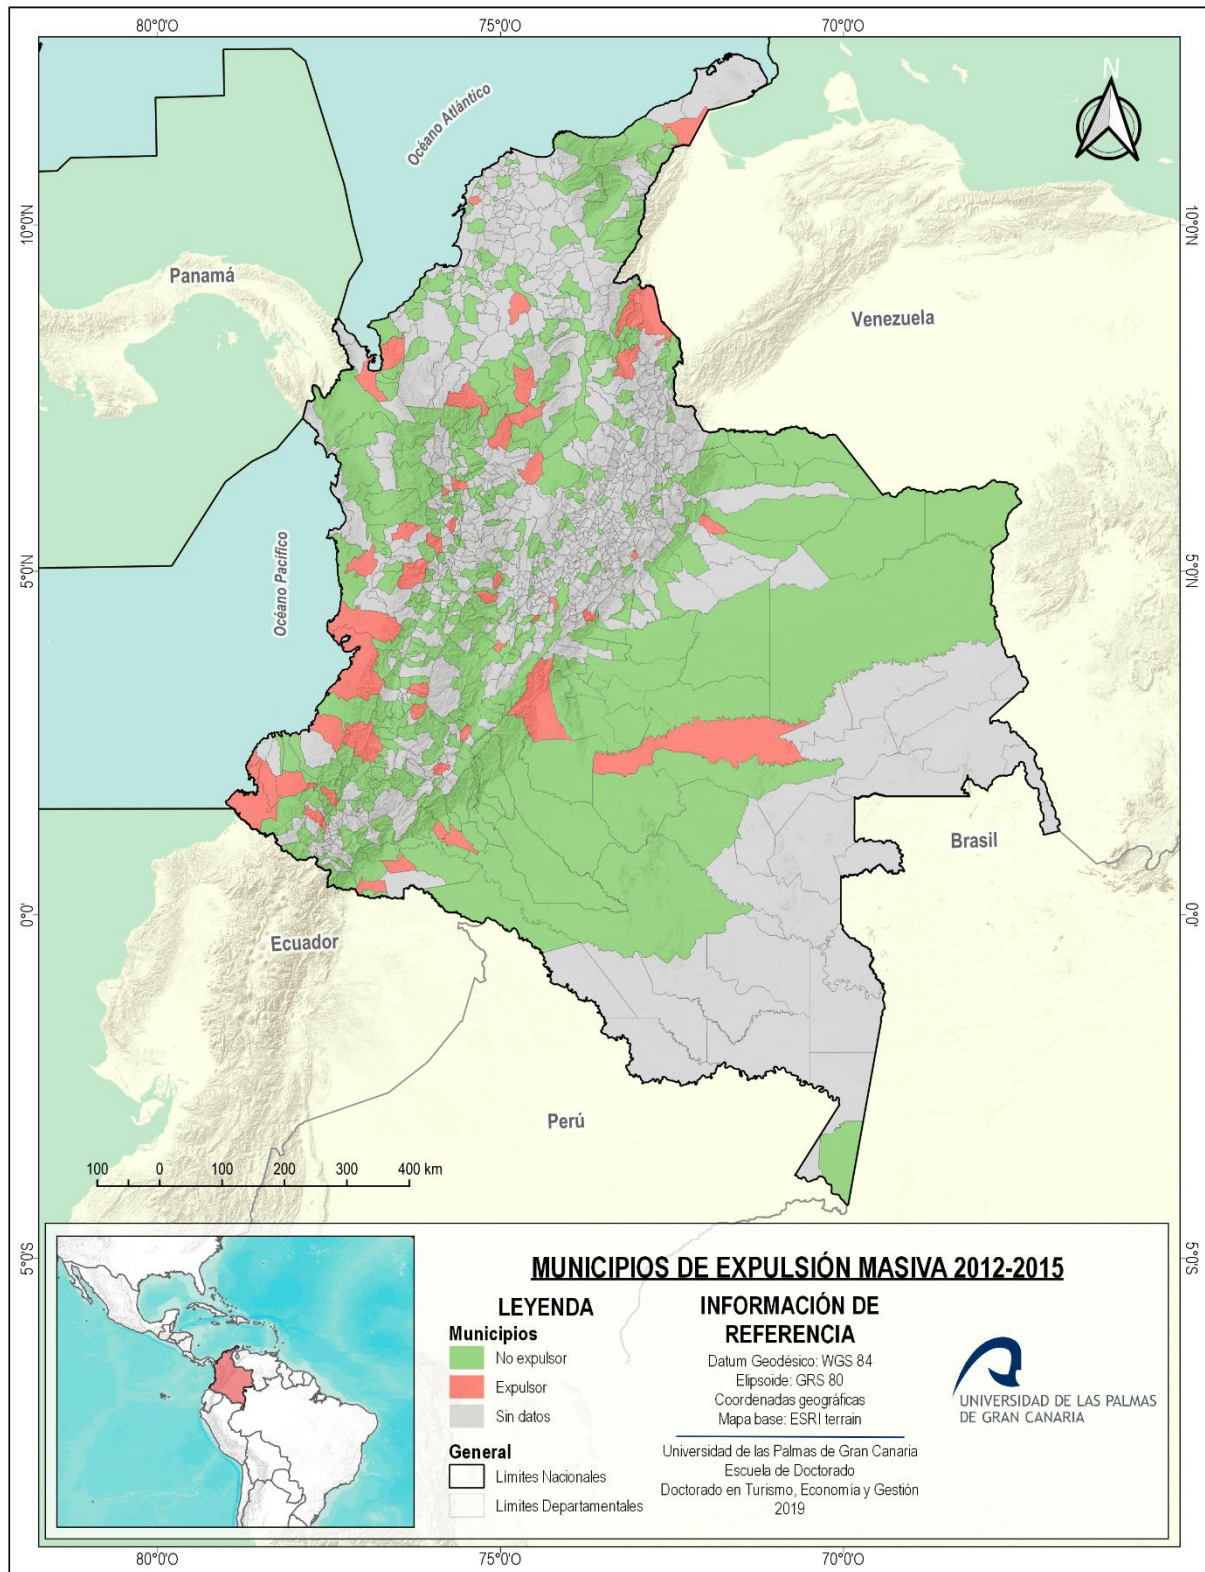 80°0'O
75°0'O
70°0'O
N
Océano Atlántico
10°0'N
10°0'N
Panamá
Venezuela
Océano Pacífico
5°0'N
5°0'N
Brasil
0°0'
0°0'
Ecuador
Perú
100 0 100 200 300 400 km
5°0'S
5°0'S
MUNICIPIOS DE EXPULSIÓN MASIVA 2012-2015
LEYENDA
Municipios
No expulsor
Expulsor
Sin datos
General
Límites Nacionales
Límites Departamentales
INFORMACIÓN DE
REFERENCIA
Datum Geodésico: WGS 84
Elipsoide: GRS 80
Coordenadas geográficas
Mapa base: ESRI terrain
Universidad de las Palmas de Gran Canaria
Escuela de Doctorado
Doctorado en Turismo, Economía y Gestión
2019
UNIVERSIDAD DE LAS PALMAS
DE GRAN CANARIA
80°0'O
75°0'O
70°0'O